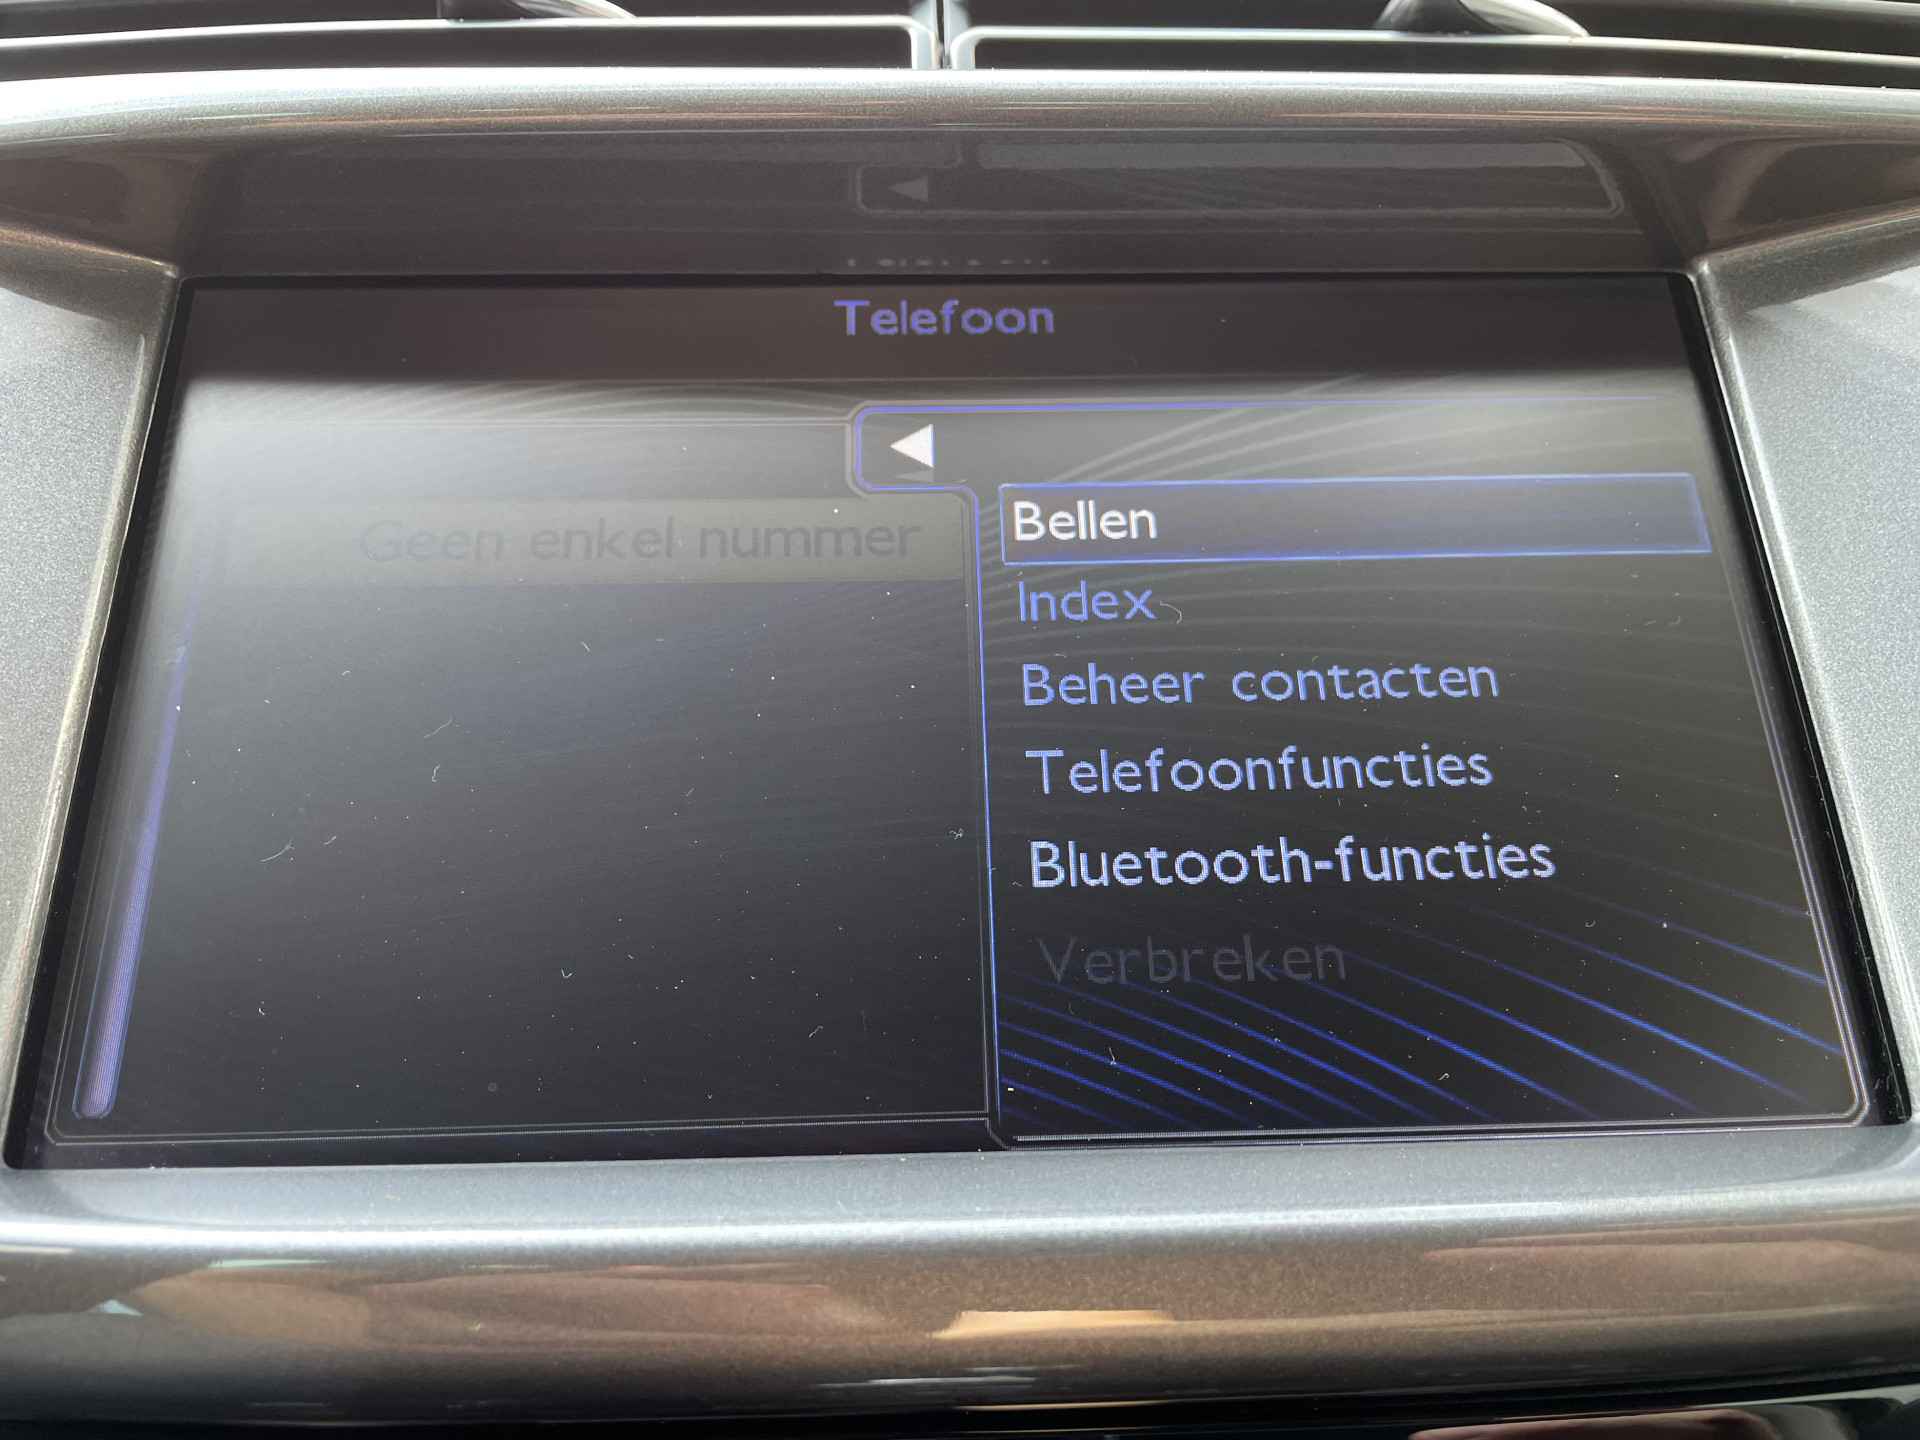 Telefoon
Geen enkel nummer
Bellen
Index
Beheer contacten
Telefoonfuncties
Bluetooth-functies
Verbreken